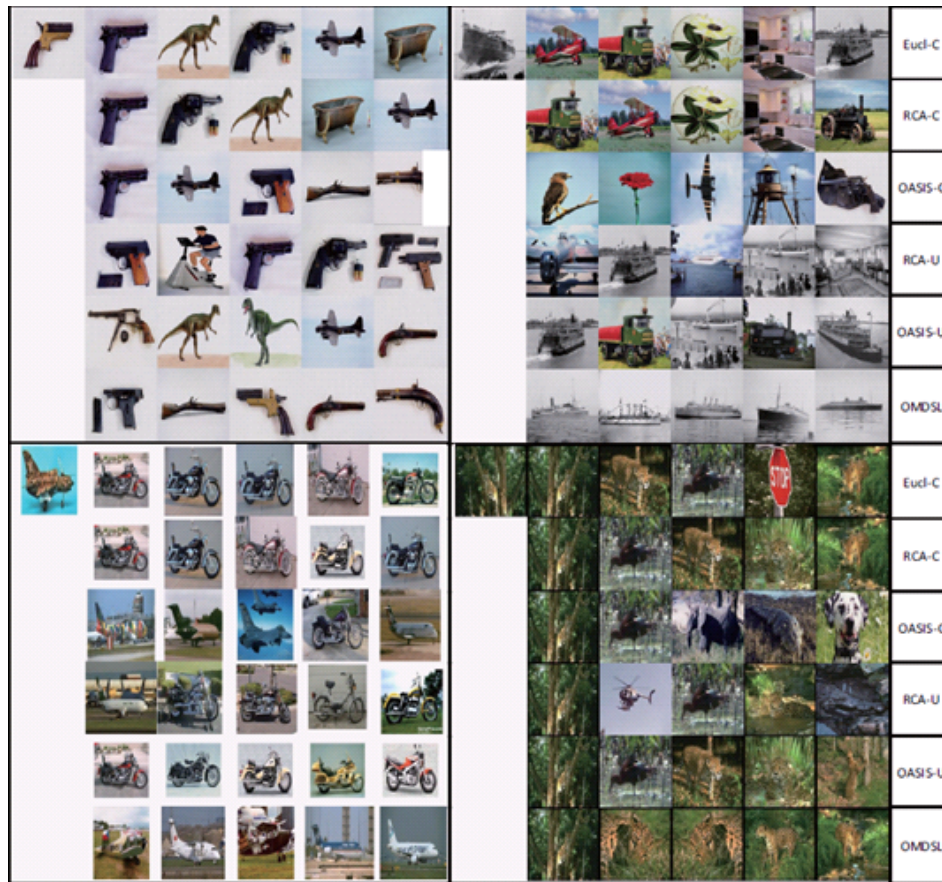 Eucl-C
RCA-C
OASIS-C
RCA-U
OASIS-U
OMDSL
Eucl-C
STOP
RCA-C
OASIS-C
RCA-U
OASIS-U
OMDSL